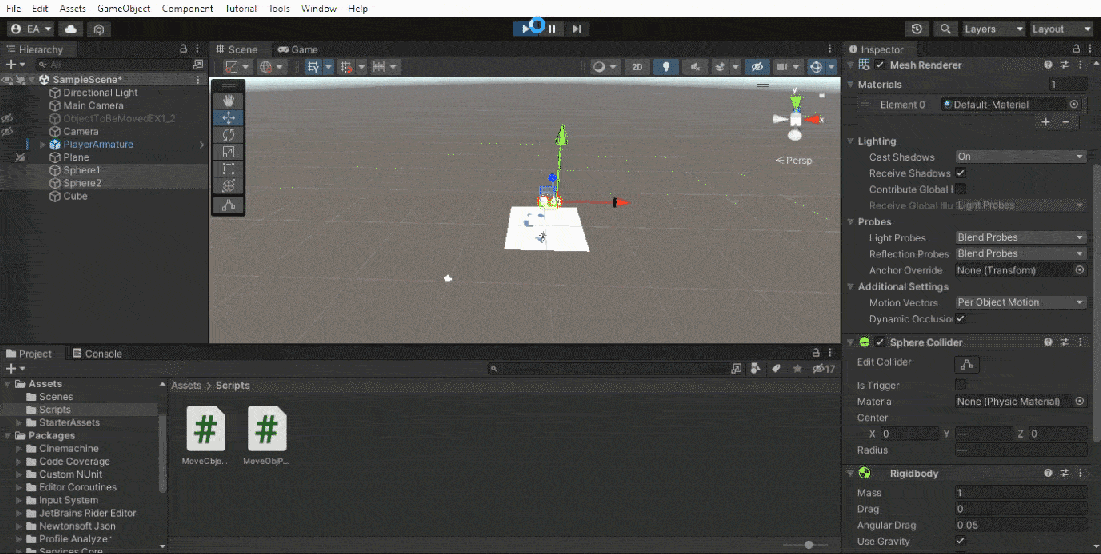 File Edit Assets GameObject Component Tutorial Tools Window Help
EA Layers Layout
Hierarchy
All
SampleScene*
Directional Light
Main Camera
ObjectToBeMovedEX1_2
Camera
PlayerArmature
Plane
Sphere1
Sphere2
Cube
Scene Game
2D
y
x
Persp
Inspector
Mesh Renderer
Materials 1
Element 0 Default-Material
Lighting
Cast Shadows On
Receive Shadows
Contribute Global I
Receive Global Illu Light Probes
Probes
Light Probes Blend Probes
Reflection Probes Blend Probes
Anchor Override None (Transform)
Additional Settings
Motion Vectors Per Object Motion
Dynamic Occlusion
Sphere Collider
Edit Collider
Is Trigger
Material None (Physic Material)
Center
X 0 Y — Z 0
Radius —
Rigidbody
Mass 1
Drag 0
Angular Drag 0.05
Use Gravity
Project Console
17
Assets
Scenes
Scripts
StarterAssets
Packages
Cinemachine
Code Coverage
Custom NUnit
Editor Coroutines
Input System
JetBrains Rider Editor
Newtonsoft Json
Profile Analyzer
Services Core
Assets > Scripts
# #
MoveObje... MoveObjP...